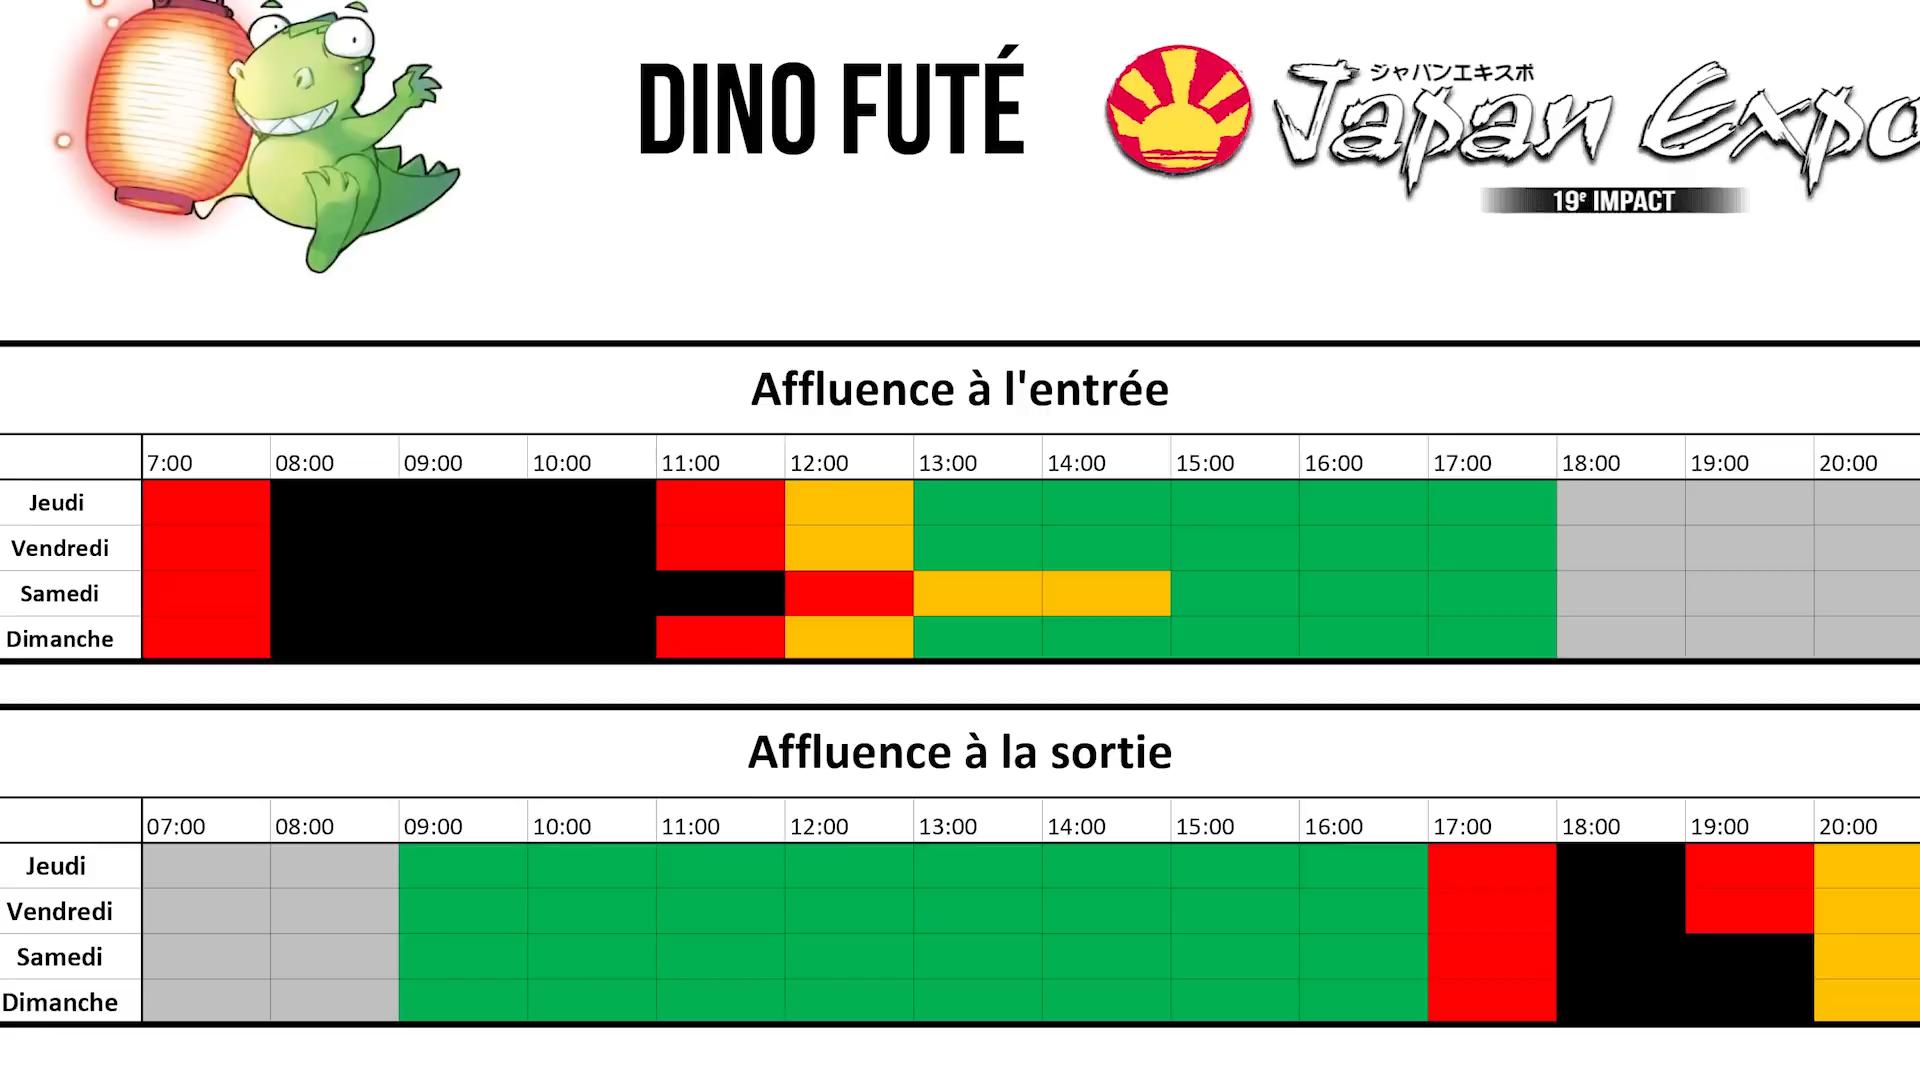 DINO FUTÉ
ジャパンエキスポ
Japan Expo
19e IMPACT
Affluence à l'entrée
7:00 08:00 09:00 10:00 11:00 12:00 13:00 14:00 15:00 16:00 17:00 18:00 19:00 20:00
Jeudi
Vendredi
Samedi
Dimanche
Affluence à la sortie
07:00 08:00 09:00 10:00 11:00 12:00 13:00 14:00 15:00 16:00 17:00 18:00 19:00 20:00
Jeudi
Vendredi
Samedi
Dimanche